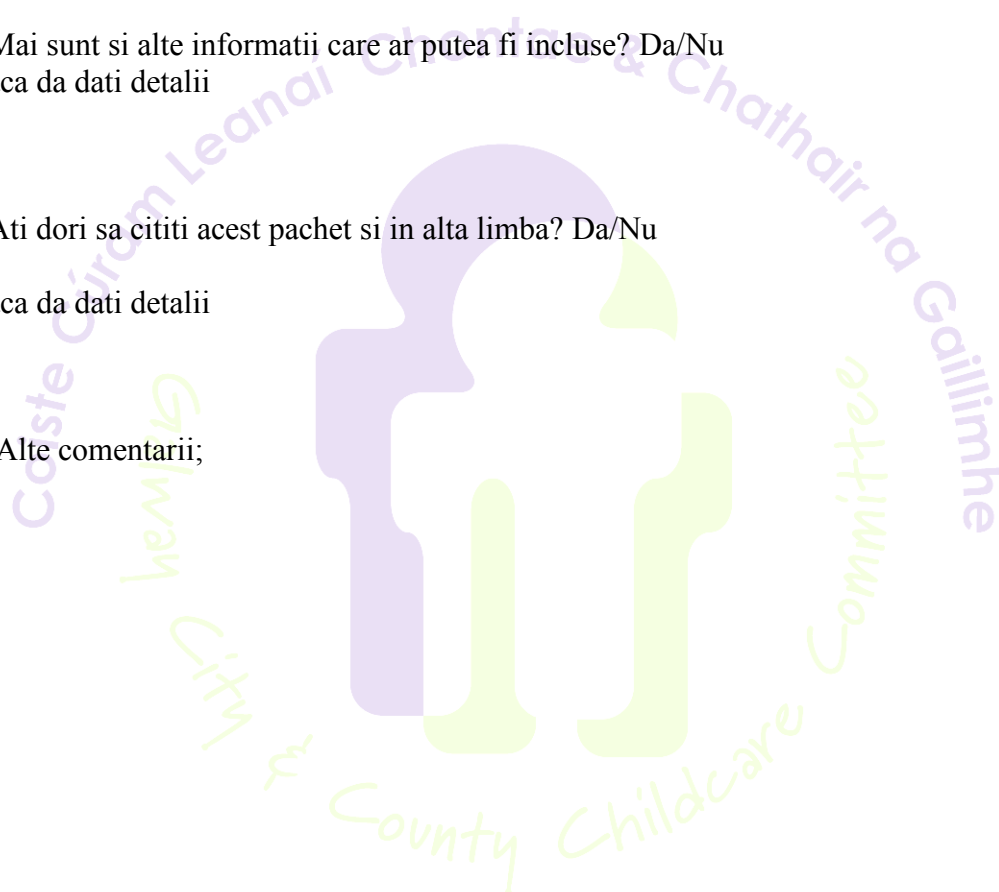 Mai sunt si alte informatii care ar putea fi incluse? Da/Nu
ca da dati detalii
Ati dori sa cititi acest pachet si in alta limba? Da/Nu
ca da dati detalii
Alte comentarii;
Coiste Cúram Leanaí Chontae & Chathair na Gaillimhe
Galway City & County Childcare Committee